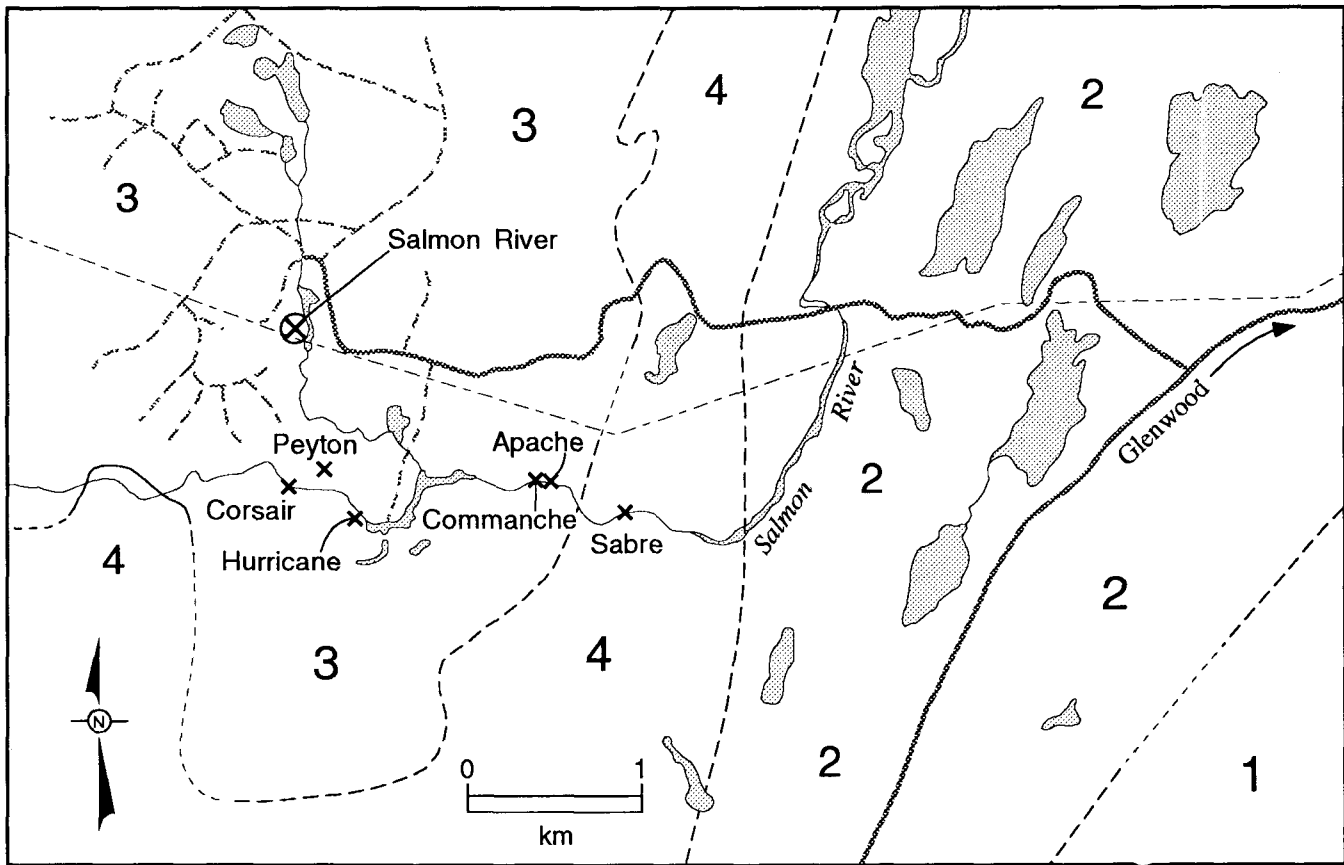 4
2
3
3
Salmon River
River
Glenwood
Peyton
Apache
2
Corsair
Commanche
Salmon
Sabre
Hurricane
4
2
3
4
N
2
1
0 1
km